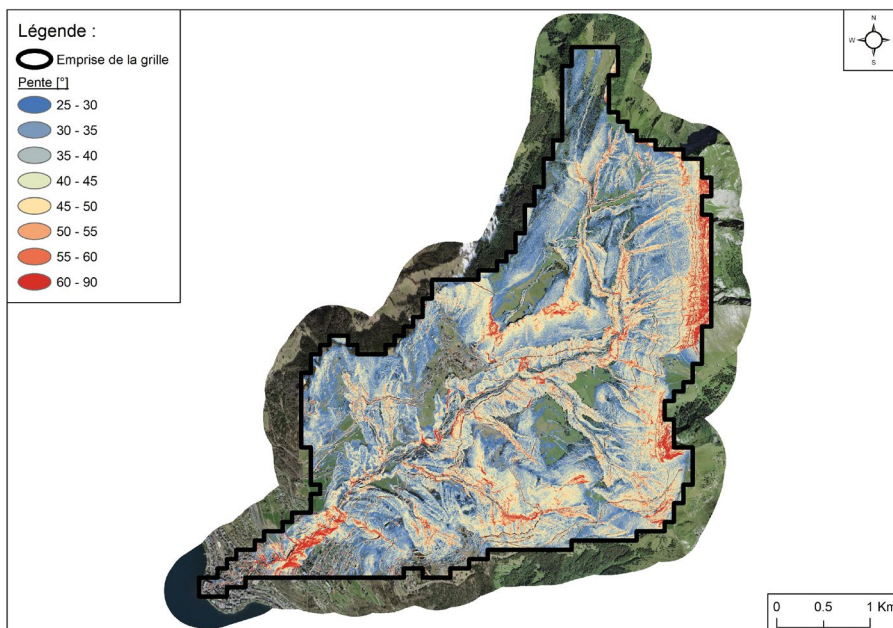 Légende :
Emprise de la grille
Pente [°]
25 - 30
30 - 35
35 - 40
40 - 45
45 - 50
50 - 55
55 - 60
60 - 90
N
W
S
0 0.5 1 Km